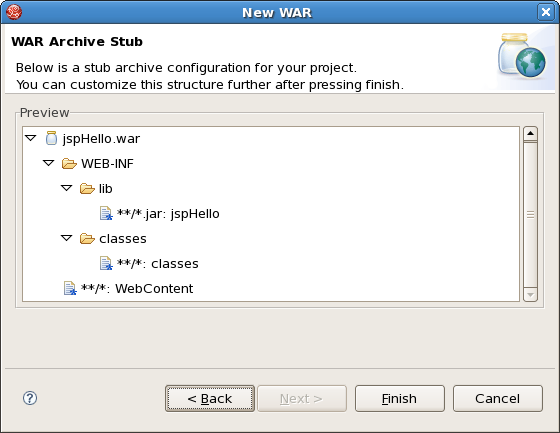 New WAR
WAR Archive Stub
Below is a stub archive configuration for your project.
You can customize this structure further after pressing finish.
Preview
jspHello.war
WEB-INF
lib
**/*.jar: jspHello
classes
**/*: classes
**/*: WebContent
? < Back Next > Finish Cancel